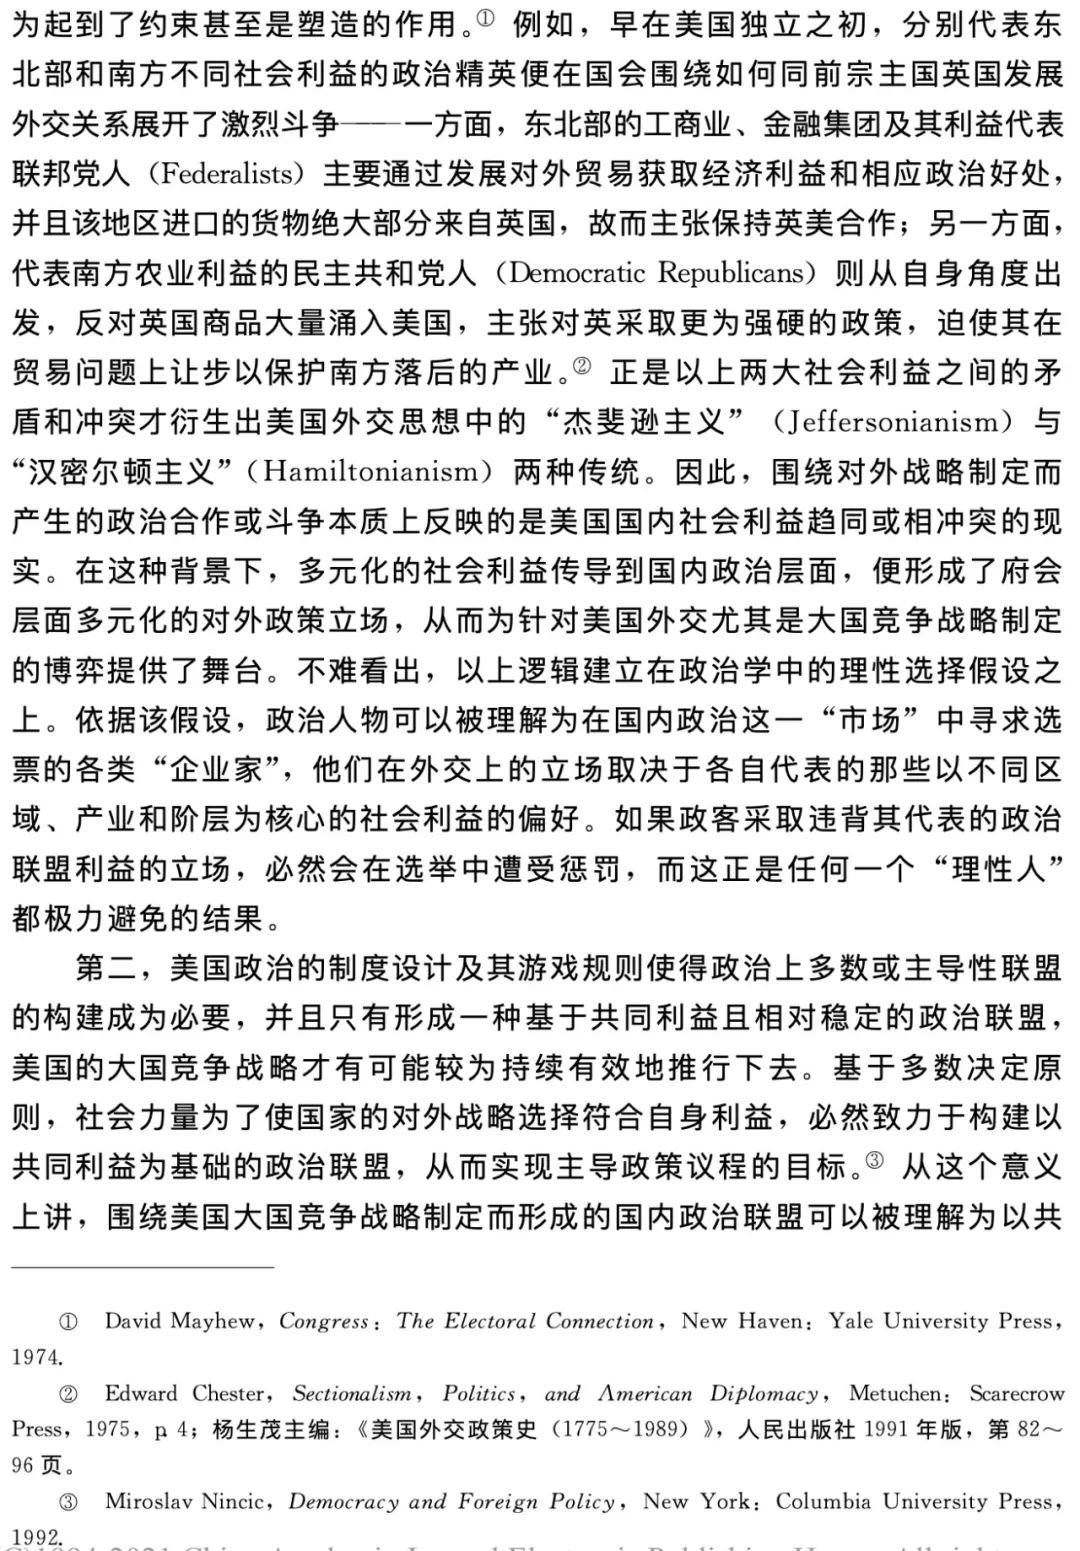 为起到了约束甚至是塑造的作用。① 例如，早在美国独立之初，分别代表东
北部和南方不同社会利益的政治精英便在国会围绕如何同前宗主国英国发展
外交关系展开了激烈斗争——一方面，东北部的工商业、金融集团及其利益代表
联邦党人（Federalists）主要通过发展对外贸易获取经济利益和相应政治好处，
并且该地区进口的货物绝大部分来自英国，故而主张保持英美合作；另一方面，
代表南方农业利益的民主共和党人（Democratic Republicans）则从自身角度出
发，反对英国商品大量涌入美国，主张对英采取更为强硬的政策，迫使其在
贸易问题上让步以保护南方落后的产业。② 正是以上两大社会利益之间的矛
盾和冲突才衍生出美国外交思想中的“杰斐逊主义”（Jeffersonianism）与
“汉密尔顿主义”（Hamiltonianism）两种传统。因此，围绕对外战略制定而
产生的政治合作或斗争本质上反映的是美国国内社会利益趋同或相冲突的现
实。在这种背景下，多元化的社会利益传导到国内政治层面，便形成了府会
层面多元化的对外政策立场，从而为针对美国外交尤其是大国竞争战略制定
的博弈提供了舞台。不难看出，以上逻辑建立在政治学中的理性选择假设之
上。依据该假设，政治人物可以被理解为在国内政治这一“市场”中寻求选
票的各类“企业家”，他们在外交上的立场取决于各自代表的那些以不同区
域、产业和阶层为核心的社会利益的偏好。如果政客采取违背其代表的政治
联盟利益的立场，必然会在选举中遭受惩罚，而这正是任何一个“理性人”
都极力避免的结果。
第二，美国政治的制度设计及其游戏规则使得政治上多数或主导性联盟
的构建成为必要，并且只有形成一种基于共同利益且相对稳定的政治联盟，
美国的大国竞争战略才有可能较为持续有效地推行下去。基于多数决定原
则，社会力量为了使国家的对外战略选择符合自身利益，必然致力于构建以
共同利益为基础的政治联盟，从而实现主导政策议程的目标。③ 从这个意义
上讲，围绕美国大国竞争战略制定而形成的国内政治联盟可以被理解为以共
① David Mayhew，Congress：The Electoral Connection，New Haven：Yale University Press，
1974.
② Edward Chester，Sectionalism，Politics，and American Diplomacy，Metuchen：Scarecrow
Press，1975，p. 4；杨生茂主编：《美国外交政策史（1775～1989）》，人民出版社 1991 年版，第 82～
96 页。
③ Miroslav Nincic，Democracy and Foreign Policy，New York：Columbia University Press，
1992.